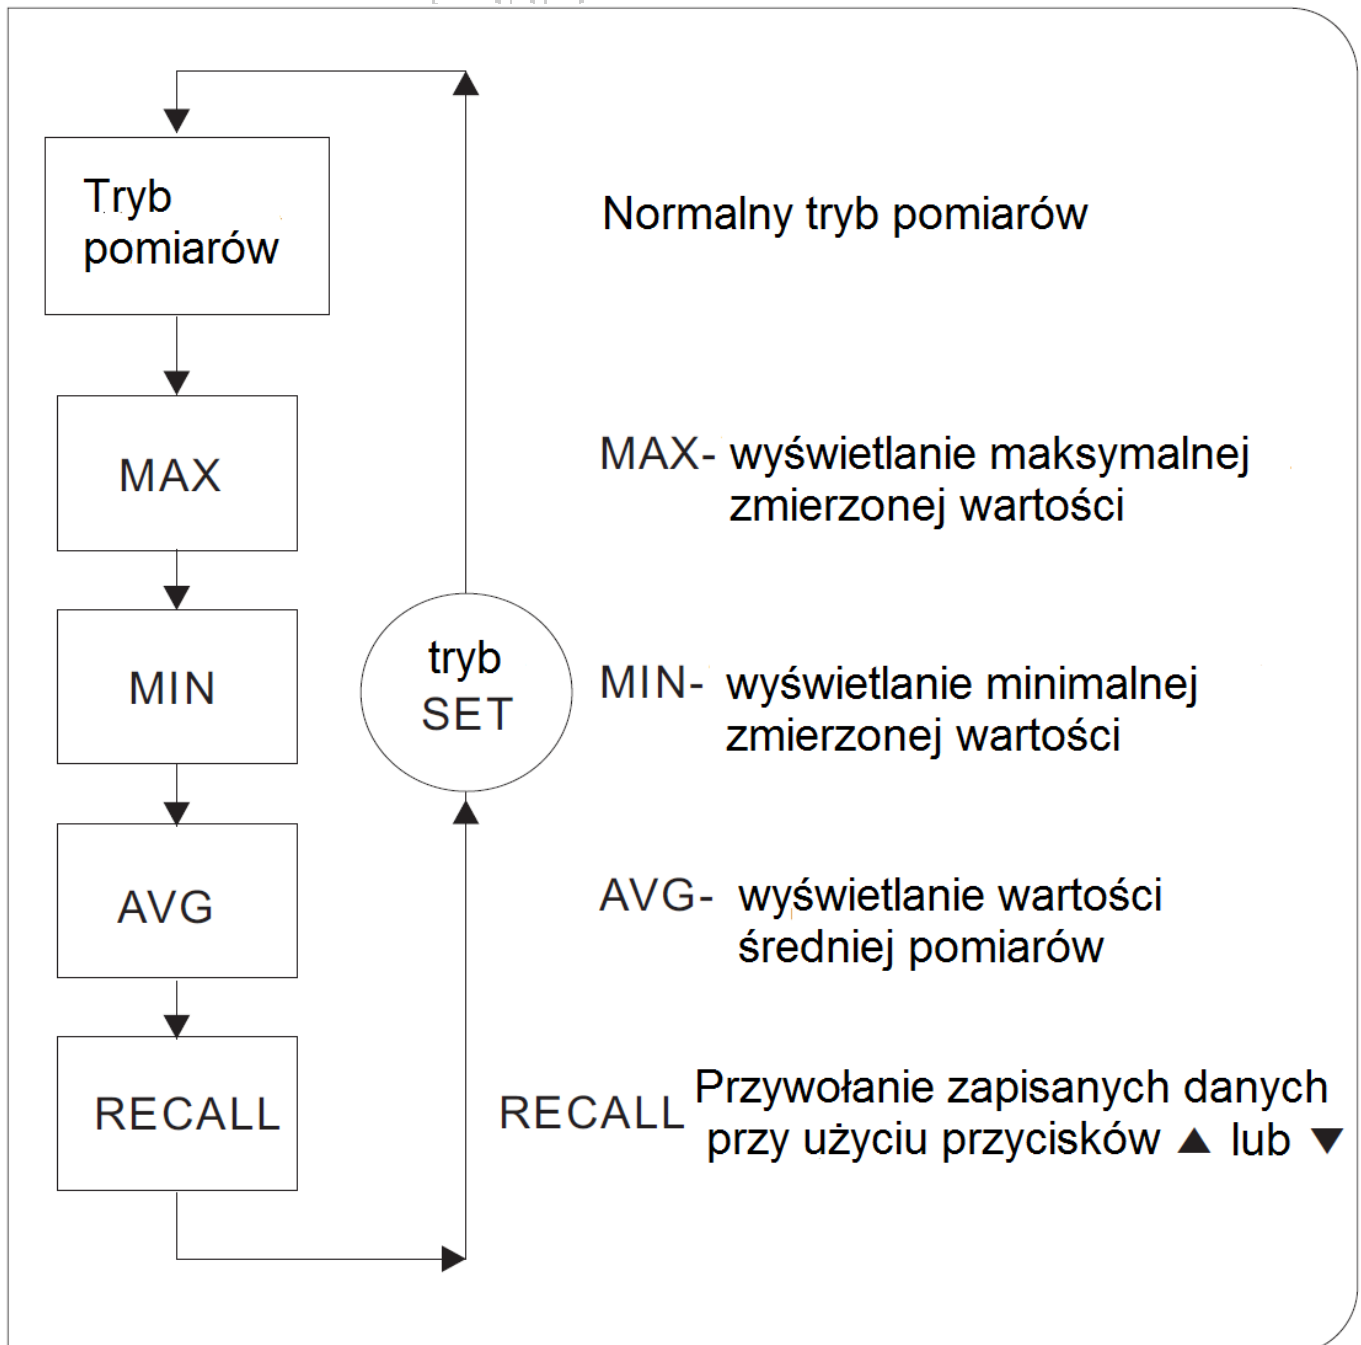 Tryb
pomiarów
Normalny tryb pomiarów
MAX
MAX- wyświetlanie maksymalnej
zmierzonej wartości
MIN
tryb
SET
MIN- wyświetlanie minimalnej
zmierzonej wartości
AVG
AVG- wyświetlanie wartości
średniej pomiarów
RECALL
RECALL Przywołanie zapisanych danych
przy użyciu przycisków ▲ lub ▼